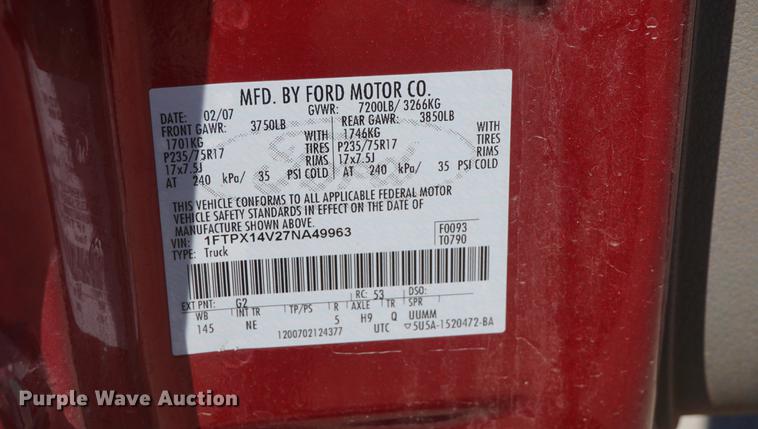 MFD. BY FORD MOTOR CO.
DATE: 02/07 GVWR: 7200LB/ 3266KG
FRONT GAWR: 3750LB REAR GAWR: 3850LB
1701KG WITH 1746KG WITH
P235/75R17 TIRES P235/75R17 TIRES
17x7.5J RIMS 17x7.5J RIMS
AT 240 kPa/ 35 PSI COLD AT 240 kPa/ 35 PSI COLD
THIS VEHICLE CONFORMS TO ALL APPLICABLE FEDERAL MOTOR
VEHICLE SAFETY STANDARDS IN EFFECT ON THE DATE OF
MANUFACTURE SHOWN ABOVE.
VIN: 1FTPX14V27NA49963 F0093
TYPE: Truck T0790
EXT PNT: G2 RC: 53 DSO:
WB INT TR TP/PS R AXLE TR SPR
145 NE 5 H9 Q UUMM
1200702124377 UTC ▽5U5A-1520472-BA
Ford
Purple Wave Auction